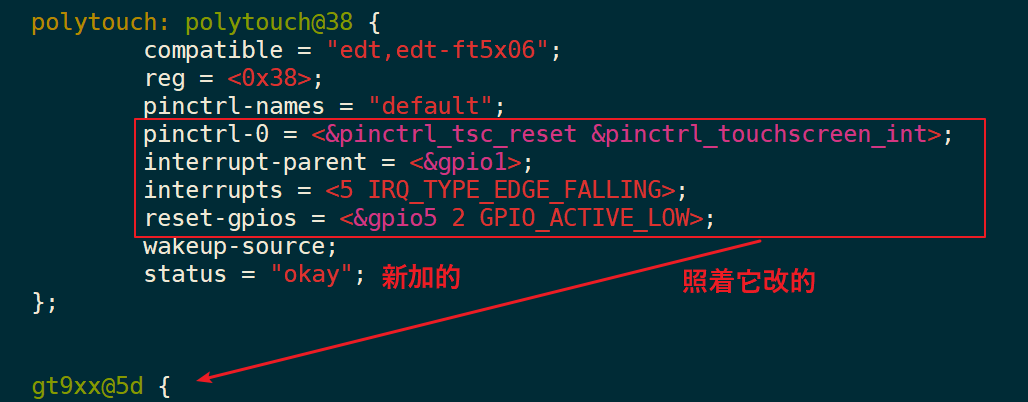 polytouch: polytouch@38 {
compatible = "edt,edt-ft5x06";
reg = <0x38>;
pinctrl-names = "default";
pinctrl-0 = <&pinctrl_tsc_reset &pinctrl_touchscreen_int>;
interrupt-parent = <&gpio1>;
interrupts = <5 IRQ_TYPE_EDGE_FALLING>;
reset-gpios = <&gpio5 2 GPIO_ACTIVE_LOW>;
wakeup-source;
status = "okay"; 新加的 照着它改的
};
gt9xx@5d {